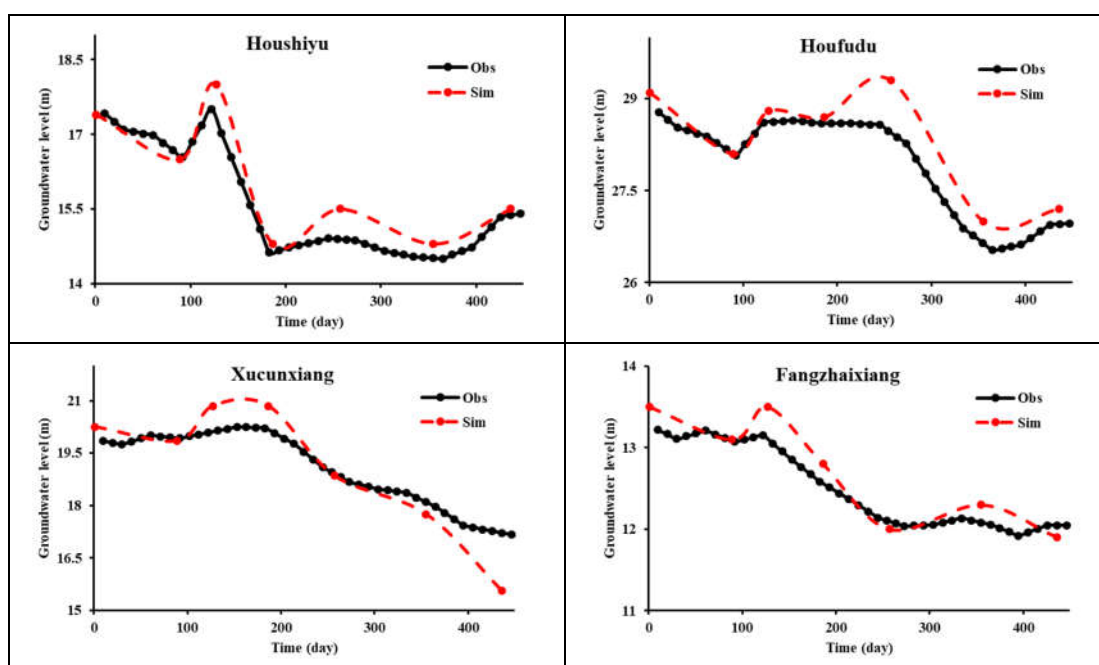 Houshiyu
Groundwater level (m)
18.5
17
15.5
14
0 100 200 300 400
Time (day)
Obs
Sim
Houfudu
Groundwater level (m)
29
27.5
26
0 100 200 300 400
Time (day)
Obs
Sim
Xucunxiang
Groundwater level (m)
21
19.5
18
16.5
15
0 100 200 300 400
Time (day)
Obs
Sim
Fangzhaixiang
Groundwater level (m)
14
13
12
11
0 100 200 300 400
Time (day)
Obs
Sim